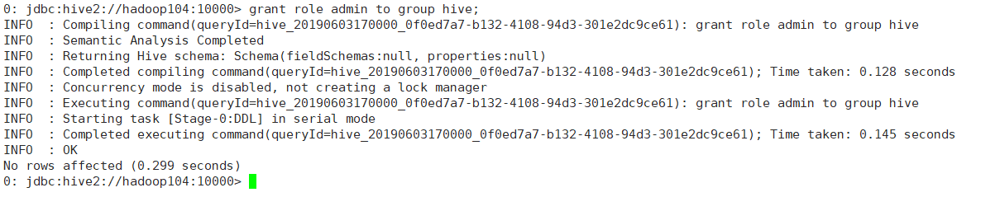 0: jdbc:hive2://hadoop104:10000> grant role admin to group hive;
INFO  : Compiling command(queryId=hive_20190603170000_0f0ed7a7-b132-4108-94d3-301e2dc9ce61): grant role admin to group hive
INFO  : Semantic Analysis Completed
INFO  : Returning Hive schema: Schema(fieldSchemas:null, properties:null)
INFO  : Completed compiling command(queryId=hive_20190603170000_0f0ed7a7-b132-4108-94d3-301e2dc9ce61); Time taken: 0.128 seconds
INFO  : Concurrency mode is disabled, not creating a lock manager
INFO  : Executing command(queryId=hive_20190603170000_0f0ed7a7-b132-4108-94d3-301e2dc9ce61): grant role admin to group hive
INFO  : Starting task [Stage-0:DDL] in serial mode
INFO  : Completed executing command(queryId=hive_20190603170000_0f0ed7a7-b132-4108-94d3-301e2dc9ce61); Time taken: 0.145 seconds
INFO  : OK
No rows affected (0.299 seconds)
0: jdbc:hive2://hadoop104:10000>